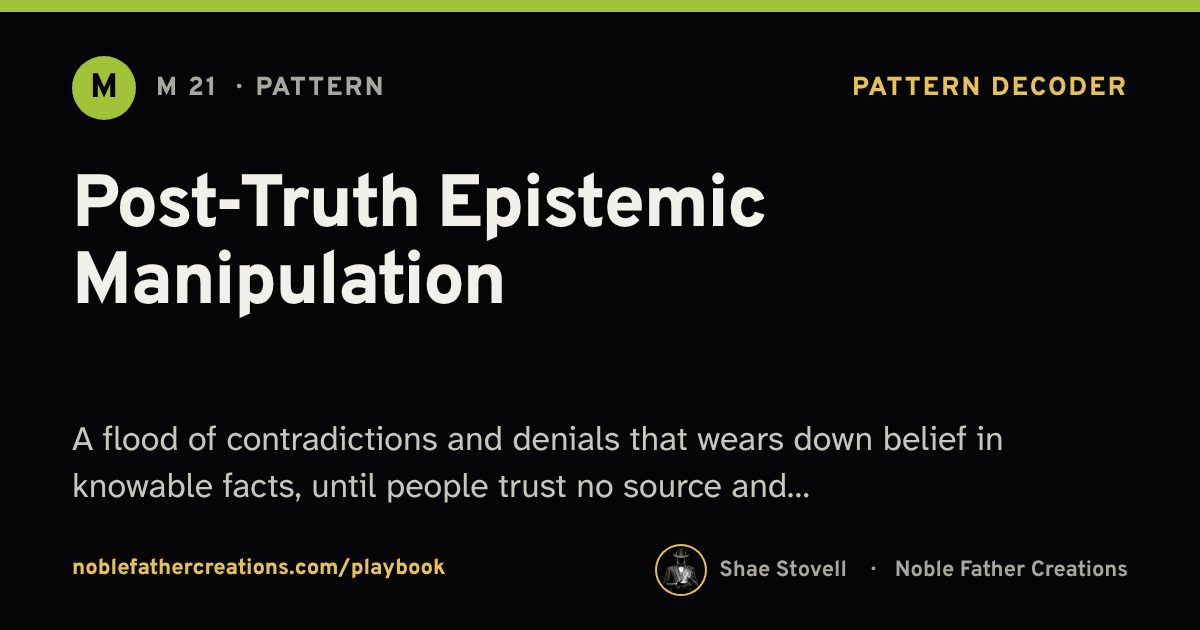 M
M 21 · PATTERN
PATTERN DECODER
Post-Truth Epistemic
Manipulation
A flood of contradictions and denials that wears down belief in
knowable facts, until people trust no source and...
noblefathercreations.com/playbook
Shae Stovell · Noble Father Creations